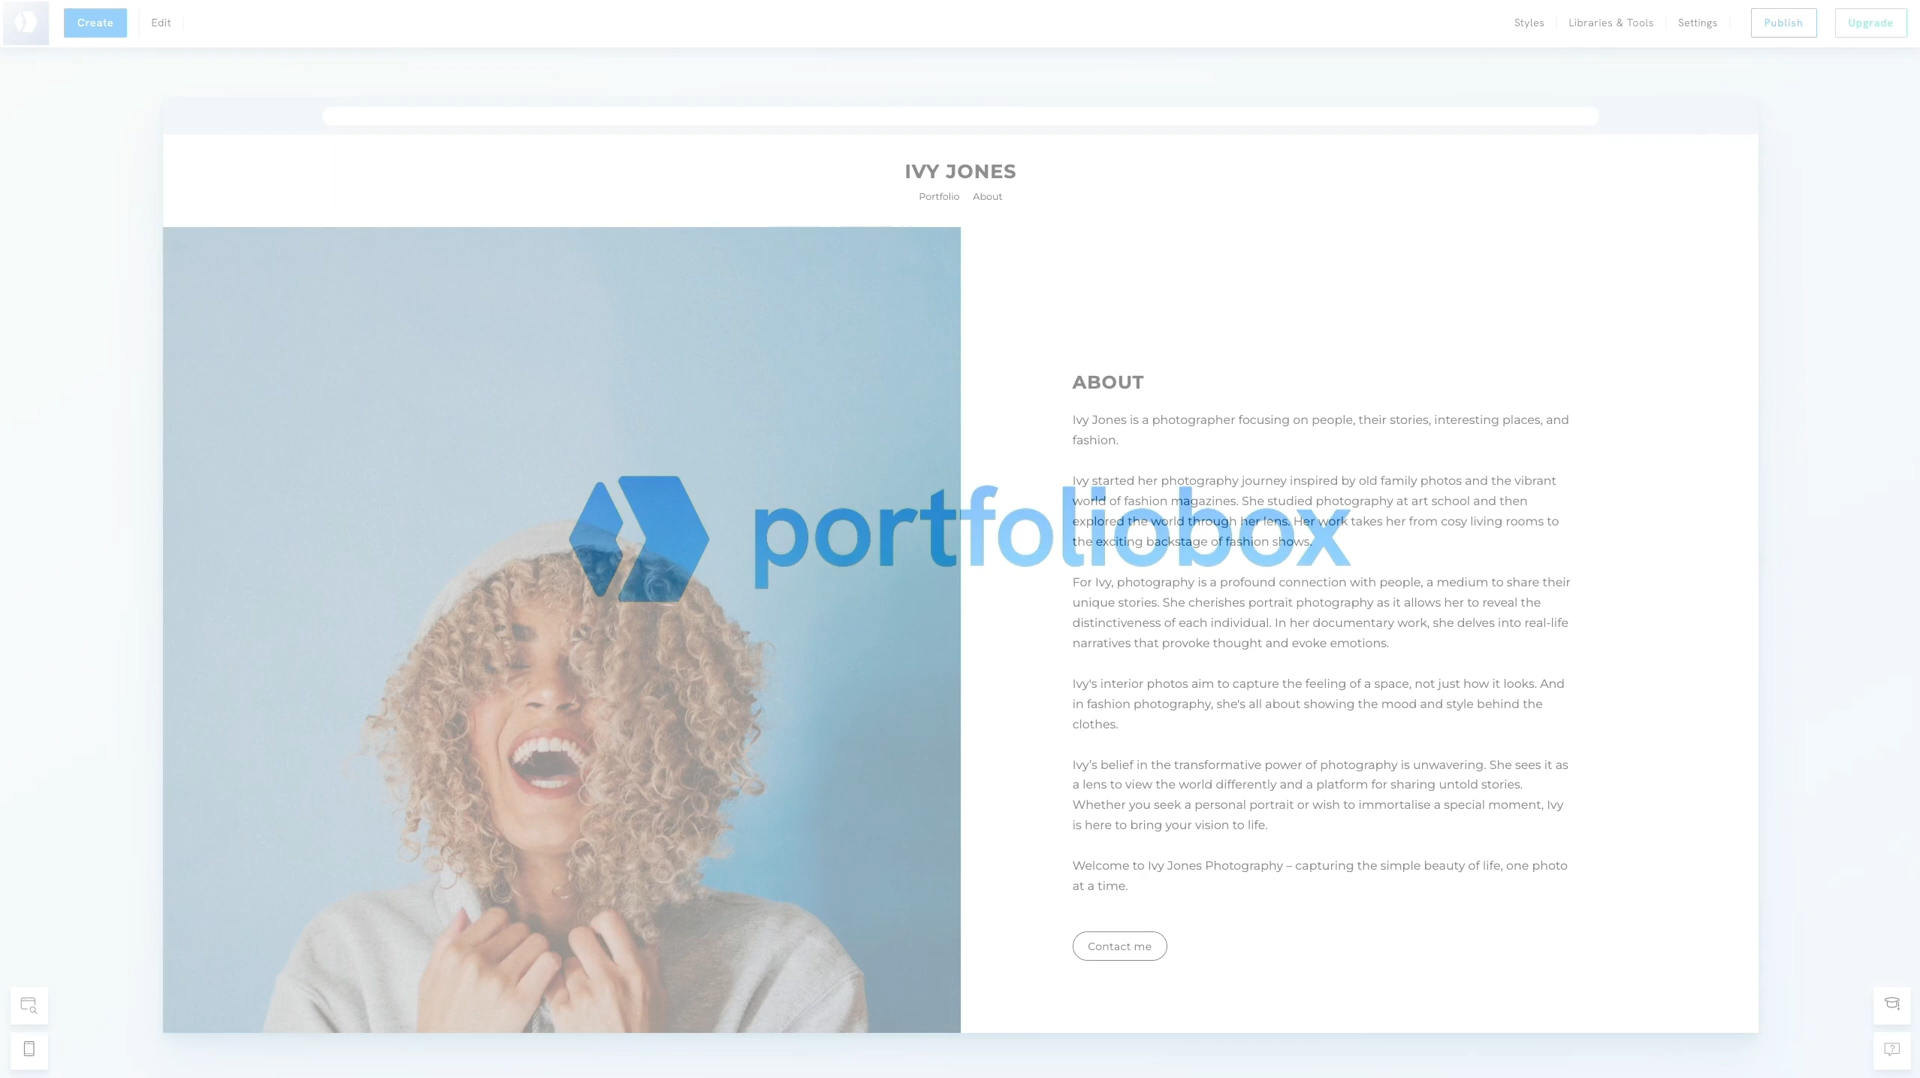 Create
Edit
Styles
Libraries & Tools
Settings
Publish
Upgrade
IVY JONES
Portfolio
About
ABOUT
Ivy Jones is a photographer focusing on people, their stories, interesting places, and
fashion.
Ivy started her photography journey inspired by old family photos and the vibrant
world of fashion magazines. She studied photography at art school and then
explored the world through her lens. Her work takes her from cosy living rooms to
the exciting backstage of fashion shows.
portfoliobox
For Ivy, photography is a profound connection with people, a medium to share their
unique stories. She cherishes portrait photography as it allows her to reveal the
distinctiveness of each individual. In her documentary work, she delves into real-life
narratives that provoke thought and evoke emotions.
Ivy's interior photos aim to capture the feeling of a space, not just how it looks. And
in fashion photography, she's all about showing the mood and style behind the
clothes.
Ivy’s belief in the transformative power of photography is unwavering. She sees it as
a lens to view the world differently and a platform for sharing untold stories.
Whether you seek a personal portrait or wish to immortalise a special moment, Ivy
is here to bring your vision to life.
Welcome to Ivy Jones Photography – capturing the simple beauty of life, one photo
at a time.
Contact me